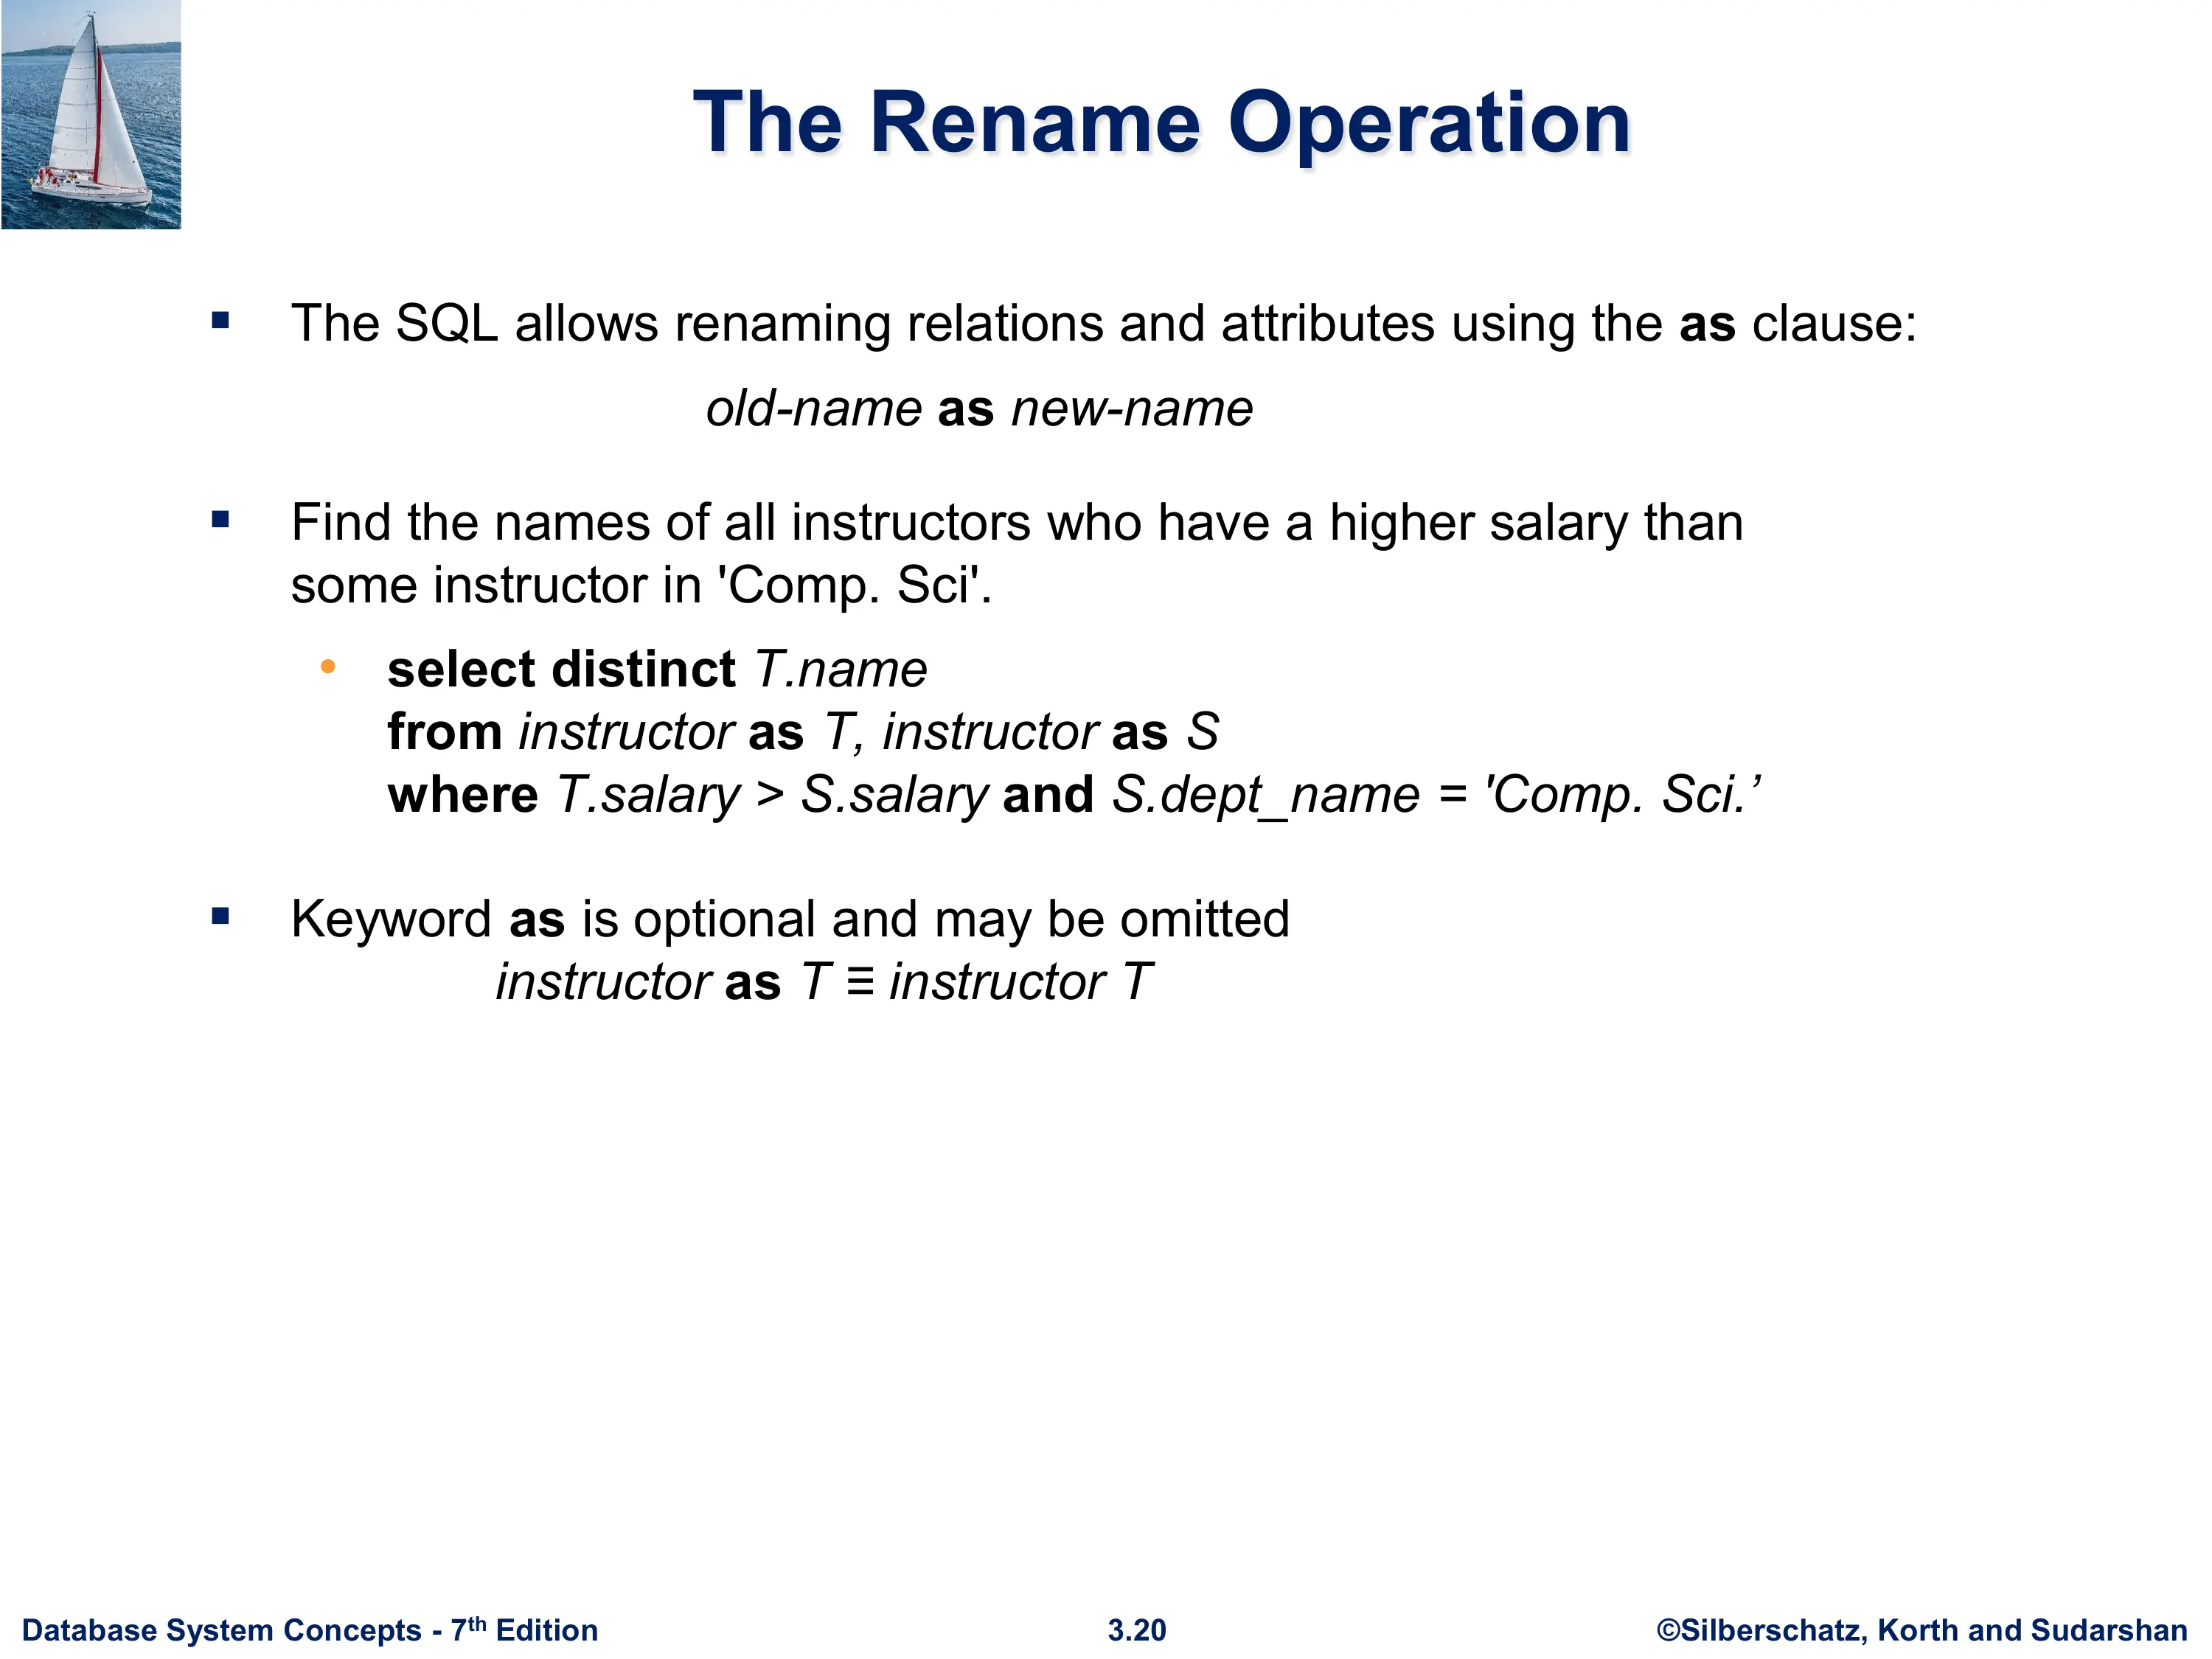 The Rename Operation
▪ The SQL allows renaming relations and attributes using the as clause:
old-name as new-name
▪ Find the names of all instructors who have a higher salary than
some instructor in 'Comp. Sci'.
• select distinct T.name
from instructor as T, instructor as S
where T.salary > S.salary and S.dept_name = 'Comp. Sci.’
▪ Keyword as is optional and may be omitted
instructor as T ≡ instructor T
Database System Concepts - 7th Edition
3.20
©Silberschatz, Korth and Sudarshan